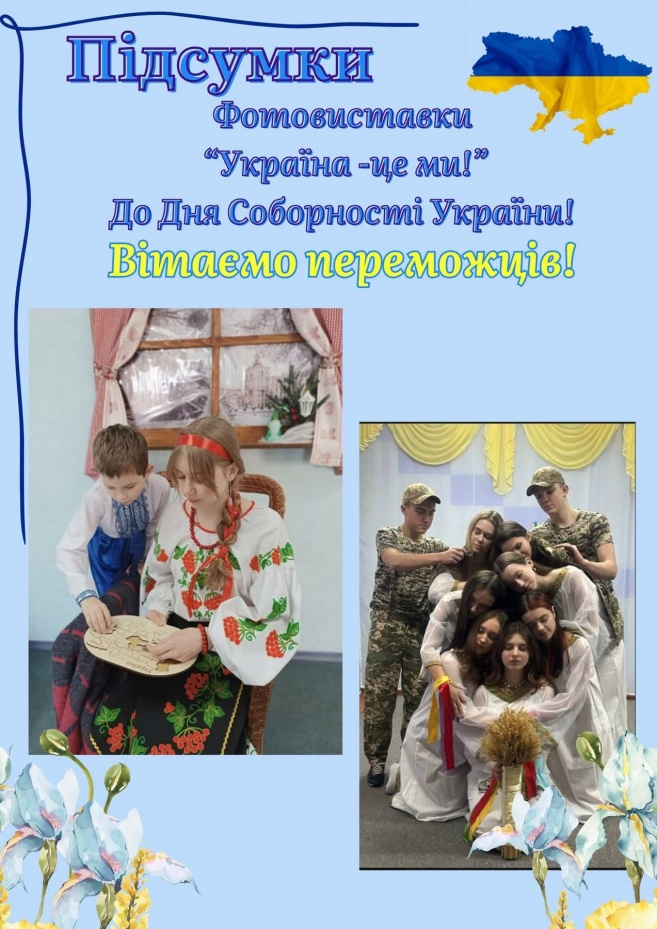 Підсумки
Фотовиставки
“Україна -це ми!”
До Дня Соборності України!
Вітаємо переможців!